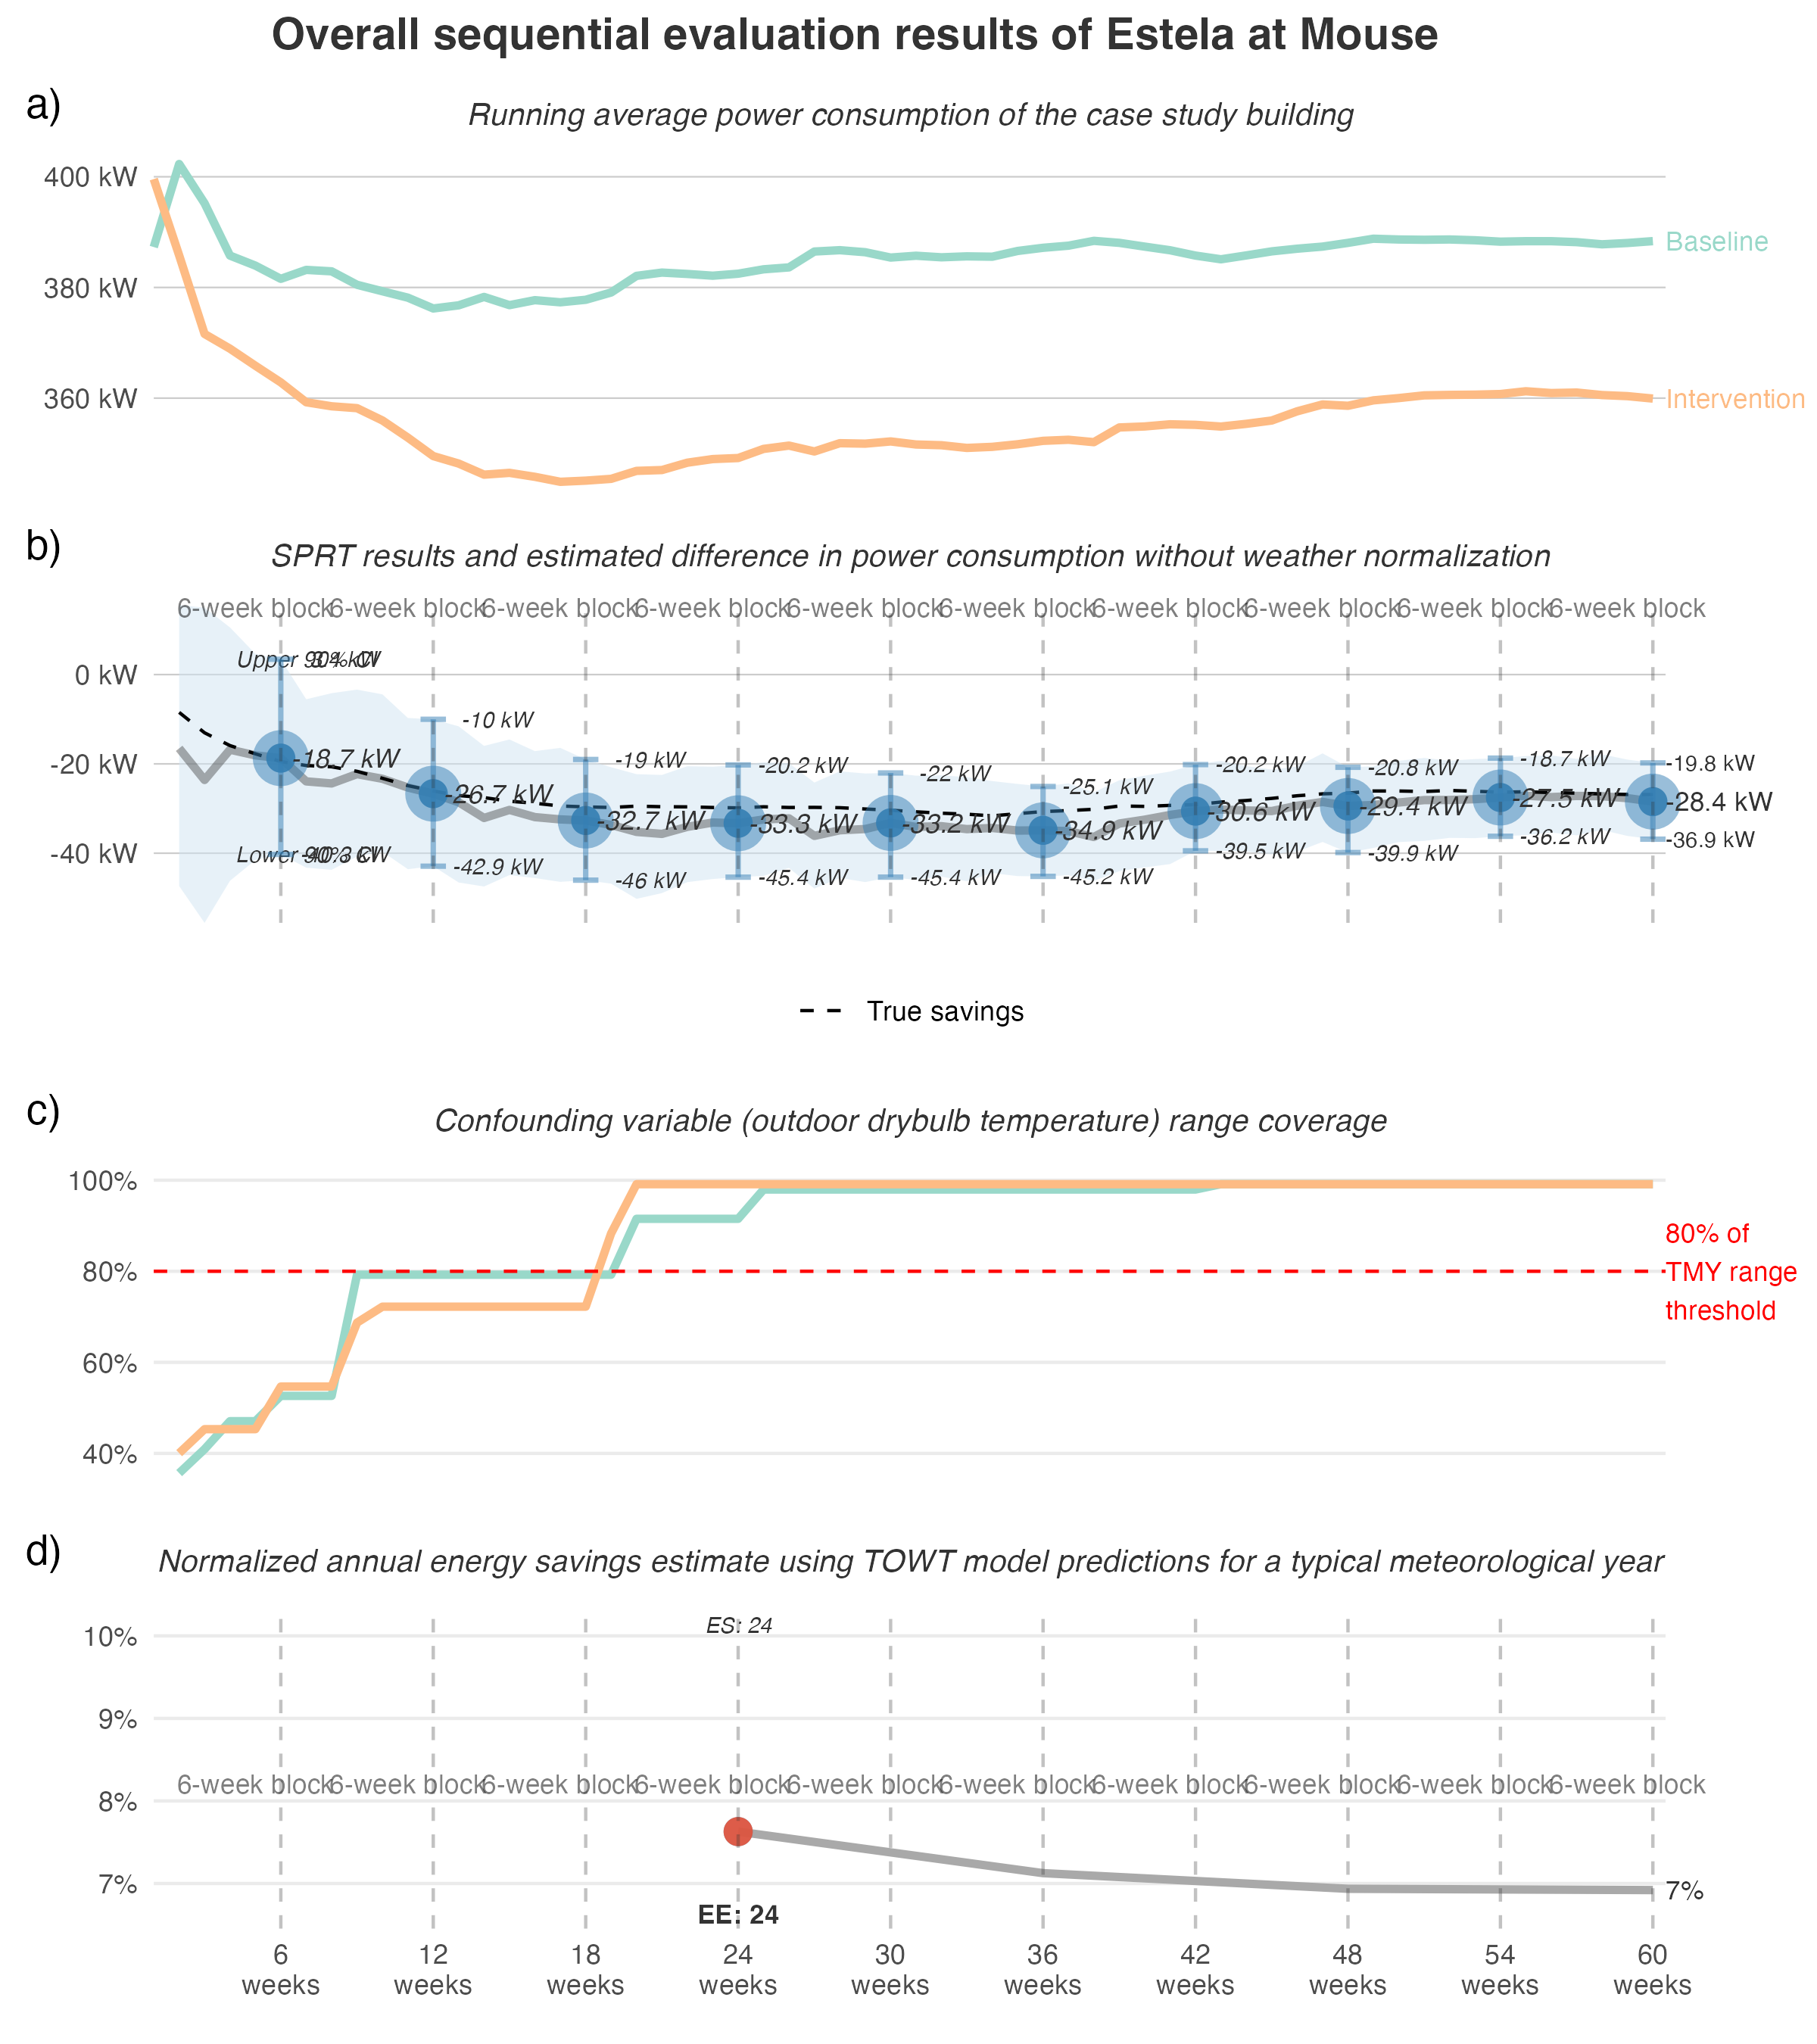 Overall sequential evaluation results of Estela at Mouse
a)
Running average power consumption of the case study building
400 kW
380 kW
360 kW
Baseline
Intervention
b)
SPRT results and estimated difference in power consumption without weather normalization
6-week block 6-week block 6-week block 6-week block 6-week block 6-week block 6-week block 6-week block 6-week block 6-week block
0 kW
-20 kW
-40 kW
Upper 90% CI
3.4 kW
-10 kW
-19 kW
-20.2 kW
-22 kW
-25.1 kW
-20.2 kW
-20.8 kW
-18.7 kW
-19.8 kW
-18.7 kW
-26.7 kW
-32.7 kW
-33.3 kW
-33.2 kW
-34.9 kW
-30.6 kW
-29.4 kW
-27.5 kW
-28.4 kW
Lower 90% CI
-42.9 kW
-46 kW
-45.4 kW
-45.4 kW
-45.2 kW
-39.5 kW
-39.9 kW
-36.2 kW
-36.9 kW
True savings
c)
Confounding variable (outdoor drybulb temperature) range coverage
100%
80%
60%
40%
80% of
TMY range
threshold
d)
Normalized annual energy savings estimate using TOWT model predictions for a typical meteorological year
10%
9%
8%
7%
ES: 24
6-week block 6-week block 6-week block 6-week block 6-week block 6-week block 6-week block 6-week block 6-week block 6-week block
7%
EE: 24
6 12 18 24 30 36 42 48 54 60
weeks weeks weeks weeks weeks weeks weeks weeks weeks weeks